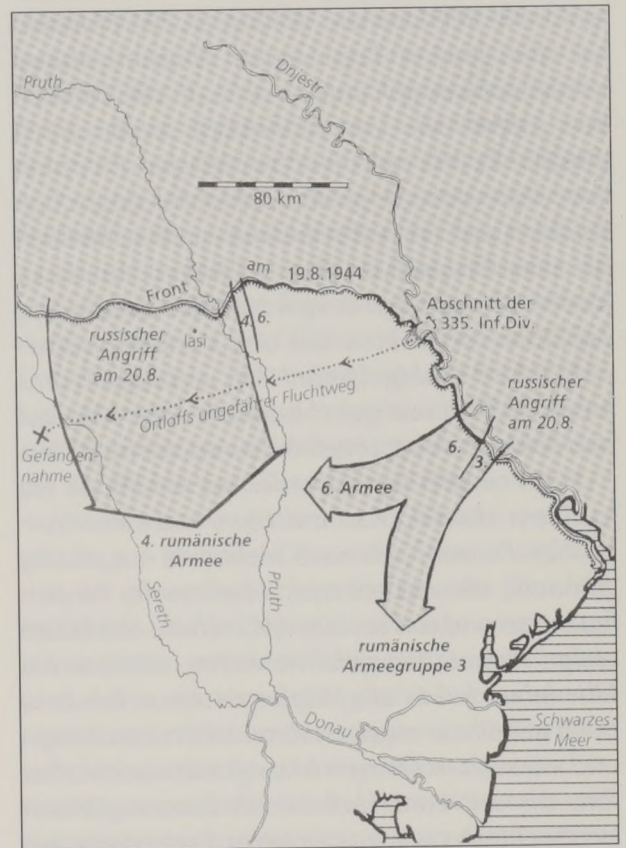 Dnjestr
Pruth
80 km
Front
am
19.8.1944
Abschnitt der
335. Inf.Div.
4.
6.
russischer
Angriff
am 20.8.
Iasi
russischer
Angriff
am 20.8.
Ortloffs ungefährer Fluchtweg
Gefangen-
nahme
6.
3.
6. Armee
4. rumänische
Armee
Sereth
Pruth
rumänische
Armeegruppe 3
Donau
Schwarzes
Meer